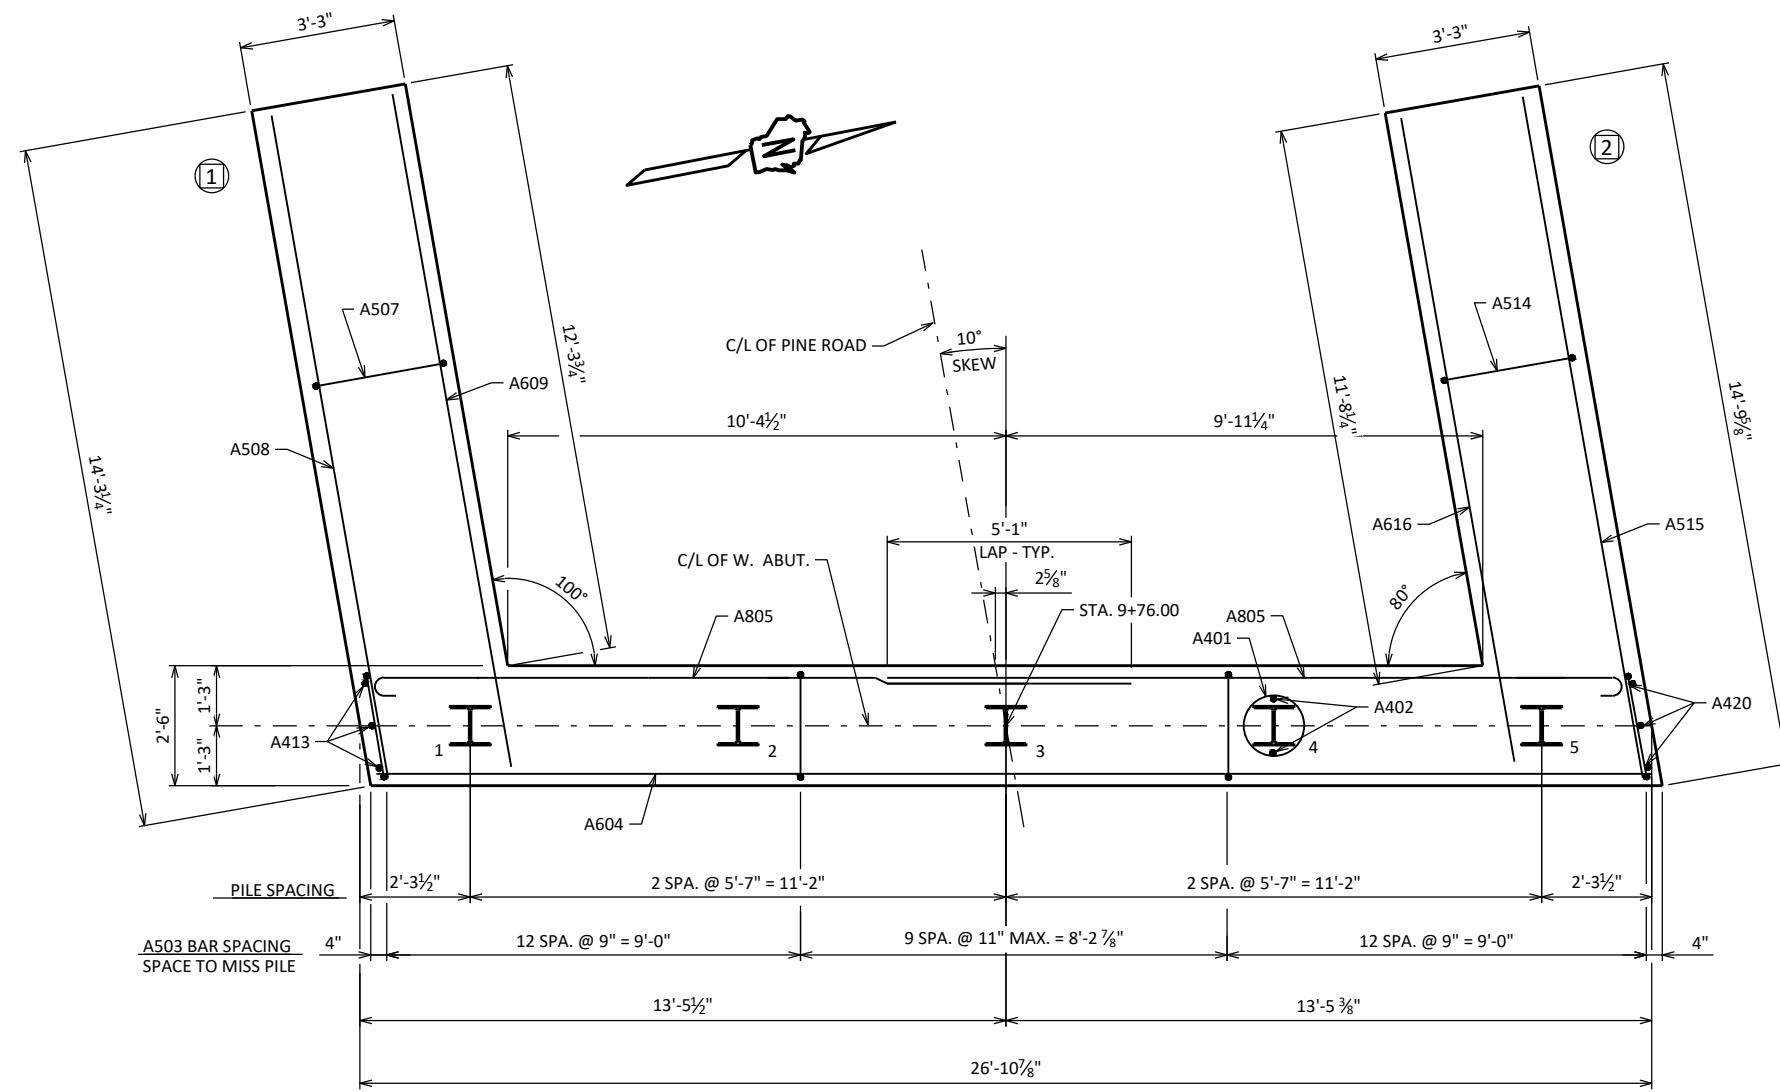 3'-3"
3'-3"
1
2
N
A507
A514
12'-3¾"
14'-3¼"
11'-8¼"
14'-9⅝"
C/L OF PINE ROAD
10°
SKEW
A609
10'-4½"
9'-11¼"
A508
A616
A515
5'-1"
LAP - TYP.
C/L OF W. ABUT.
2⅝"
100°
80°
A805
STA. 9+76.00
A805
A401
2'-6"
1'-3"
1'-3"
A413
A402
A420
1
2
3
4
5
A604
PILE SPACING
2'-3½"
2 SPA. @ 5'-7" = 11'-2"
2 SPA. @ 5'-7" = 11'-2"
2'-3½"
A503 BAR SPACING
SPACE TO MISS PILE
4"
12 SPA. @ 9" = 9'-0"
9 SPA. @ 11" MAX. = 8'-2 ⅞"
12 SPA. @ 9" = 9'-0"
4"
13'-5½"
13'-5 ⅜"
26'-10⅞"